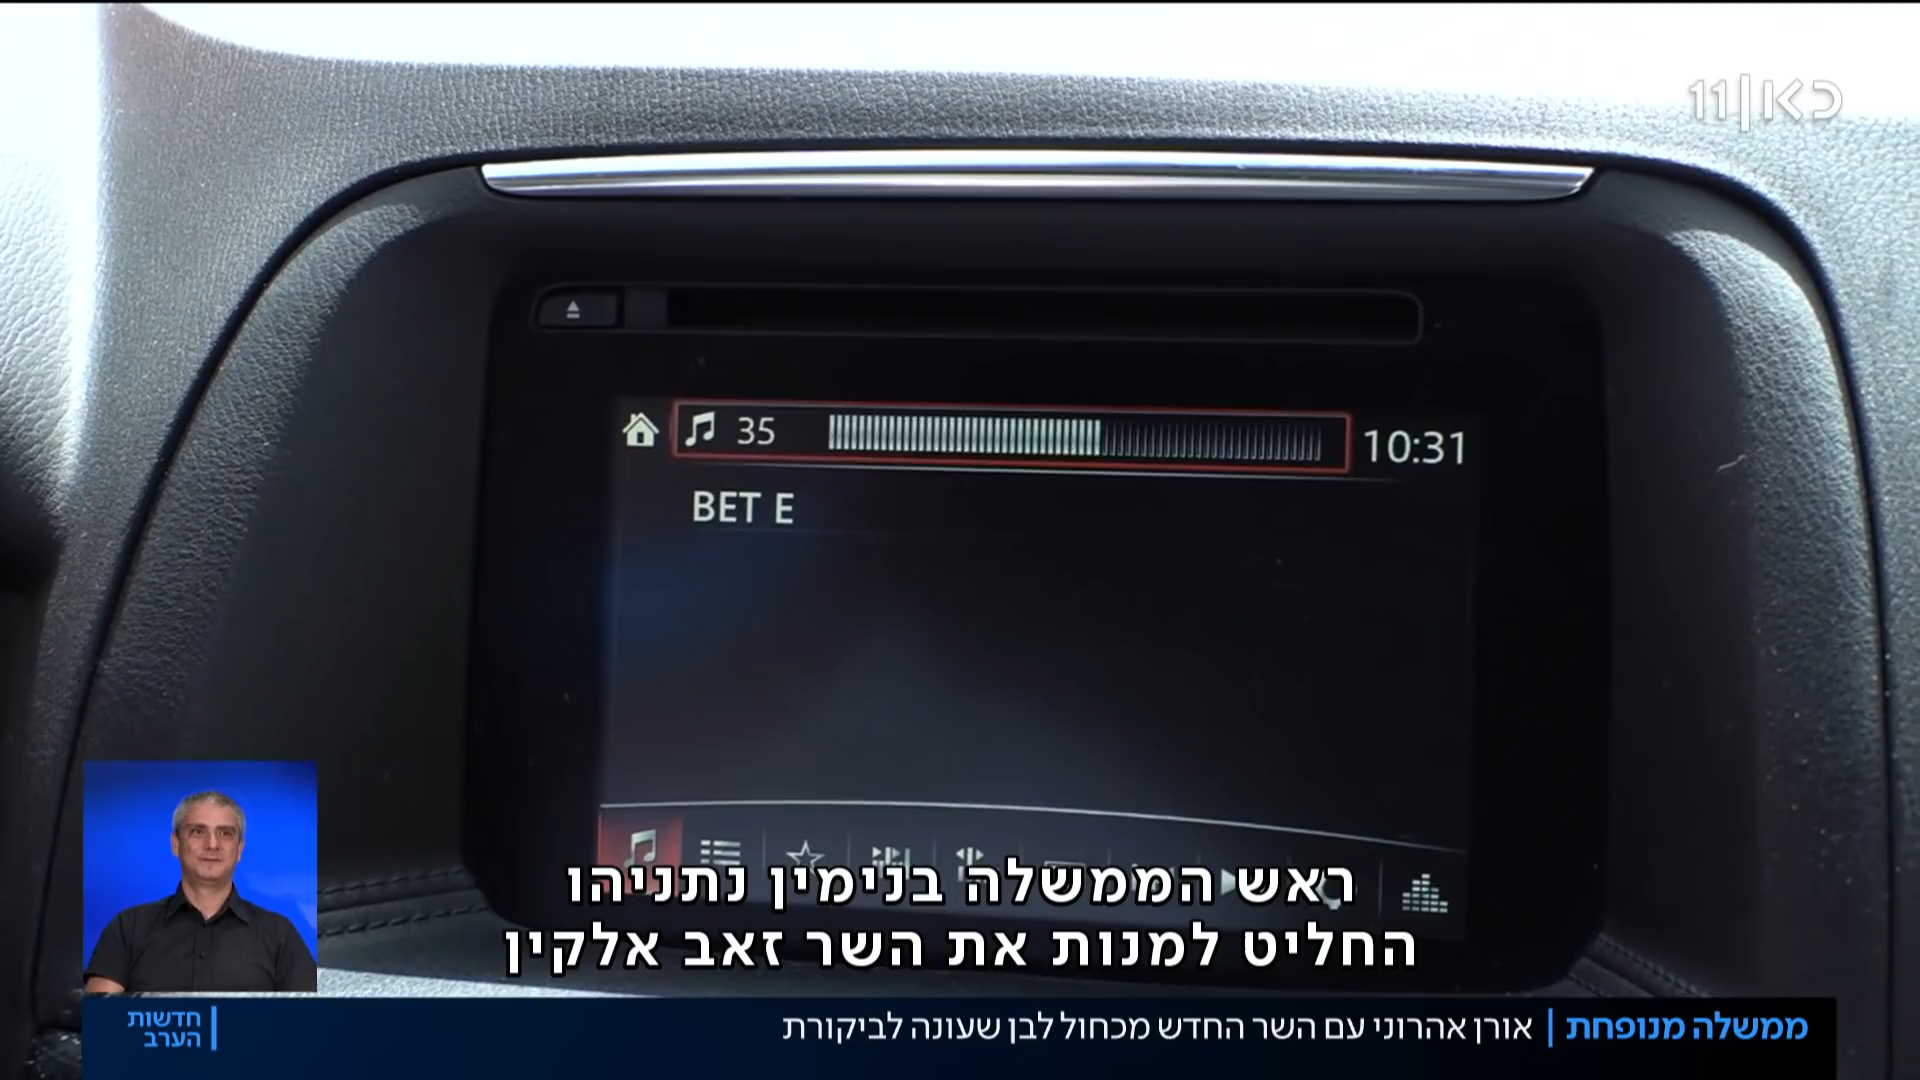 כאן 11
35
10:31
BET E
ראש הממשלה בנימין נתניהו
החליט למנות את השר זאב אלקין
ממשלה מנופחת | אורן אהרוני עם השר החדש מכחול לבן שעונה לביקורת
חדשות
הערב